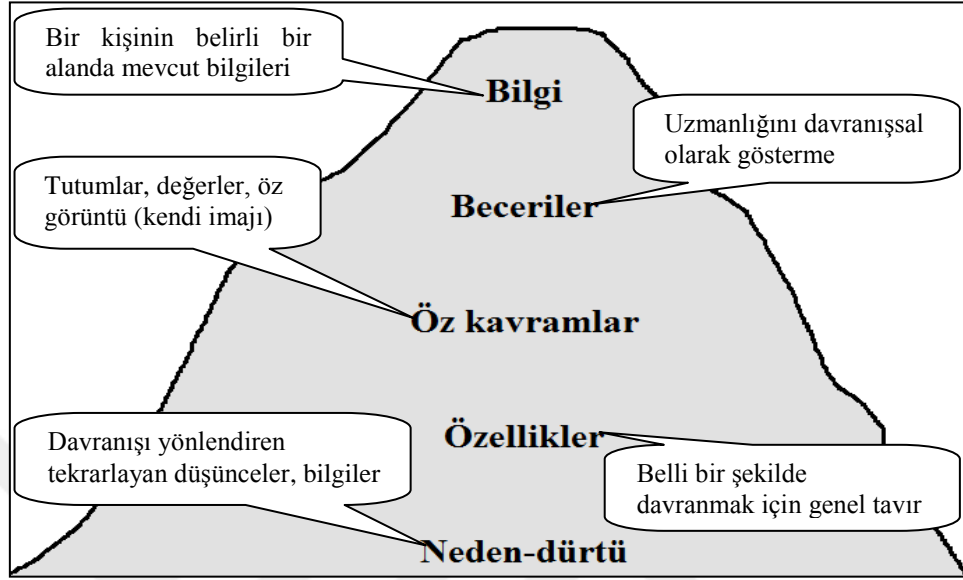 Bir kişinin belirli bir
alanda mevcut bilgileri
Bilgi
Uzmanlığını davranışsal
olarak gösterme
Tutumlar, değerler, öz
görüntü (kendi imajı)
Beceriler
Öz kavramlar
Özellikler
Davranışı yönlendiren
tekrarlayan düşünceler, bilgiler
Belli bir şekilde
davranmak için genel tavır
Neden-dürtü